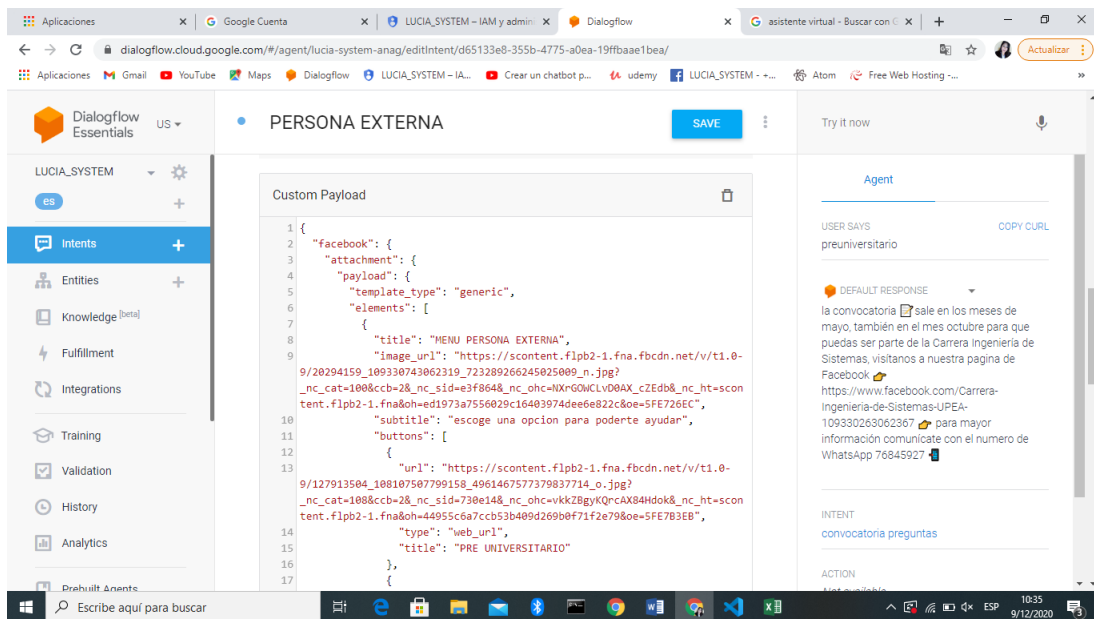 Aplicaciones
Google Cuenta
LUCIA_SYSTEM – IAM y admini
Dialogflow
asistente virtual - Buscar con G
dialogflow.cloud.google.com/#/agent/lucia-system-anag/editIntent/d65133e8-355b-4775-a0ea-19ffbaae1bea/
Actualizar
Aplicaciones
Gmail
YouTube
Maps
Dialogflow
LUCIA_SYSTEM – IA...
Crear un chatbot p...
udemy
LUCIA_SYSTEM - +...
Atom
Free Web Hosting -...
»
Dialogflow
Essentials
US
LUCIA_SYSTEM
es
Intents
Entities
Knowledge [beta]
Fulfillment
Integrations
Training
Validation
History
Analytics
Prebuilt Agents
PERSONA EXTERNA
SAVE
Custom Payload
1 {
2 "facebook": {
3 "attachment": {
4 "payload": {
5 "template_type": "generic",
6 "elements": [
7 {
8 "title": "MENU PERSONA EXTERNA",
9 "image_url": "https://scontent.flpb2-1.fna.fbcdn.net/v/t1.0-
9/20294159_109330743062319_723289266245025009_n.jpg?
_nc_cat=100&ccb=2&_nc_sid=e3f864&_nc_ohc=NXrGOWCLvD0AX_cZEdb&_nc_ht=scon
tent.flpb2-1.fna&oh=ed1973a7556029c16403974dee6e822c&oe=5FE726EC",
10 "subtitle": "escoge una opcion para poderte ayudar",
11 "buttons": [
12 {
13 "url": "https://scontent.flpb2-1.fna.fbcdn.net/v/t1.0-
9/127913504_108107507799158_4961467577379837714_o.jpg?
_nc_cat=108&ccb=2&_nc_sid=730e14&_nc_ohc=vkkZBgyKQrcAX84Hdok&_nc_ht=scon
tent.flpb2-1.fna&oh=44955c6a7ccb53b409d269b0f71f2e79&oe=5FE7B3EB",
14 "type": "web_url",
15 "title": "PRE UNIVERSITARIO"
16 },
17 {
Try it now
Agent
USER SAYS
COPY CURL
preuniversitario
DEFAULT RESPONSE
la convocatoria 📝 sale en los meses de
mayo, también en el mes octubre para que
puedas ser parte de la Carrera Ingeniería de
Sistemas, visítanos a nuestra pagina de
Facebook 👉
https://www.facebook.com/Carrera-
Ingenieria-de-Sistemas-UPEA-
109330263062367 👉 para mayor
información comunícate con el numero de
WhatsApp 76845927 📲
INTENT
convocatoria preguntas
ACTION
Not available
Escribe aquí para buscar
ESP
10:35
9/12/2020
3